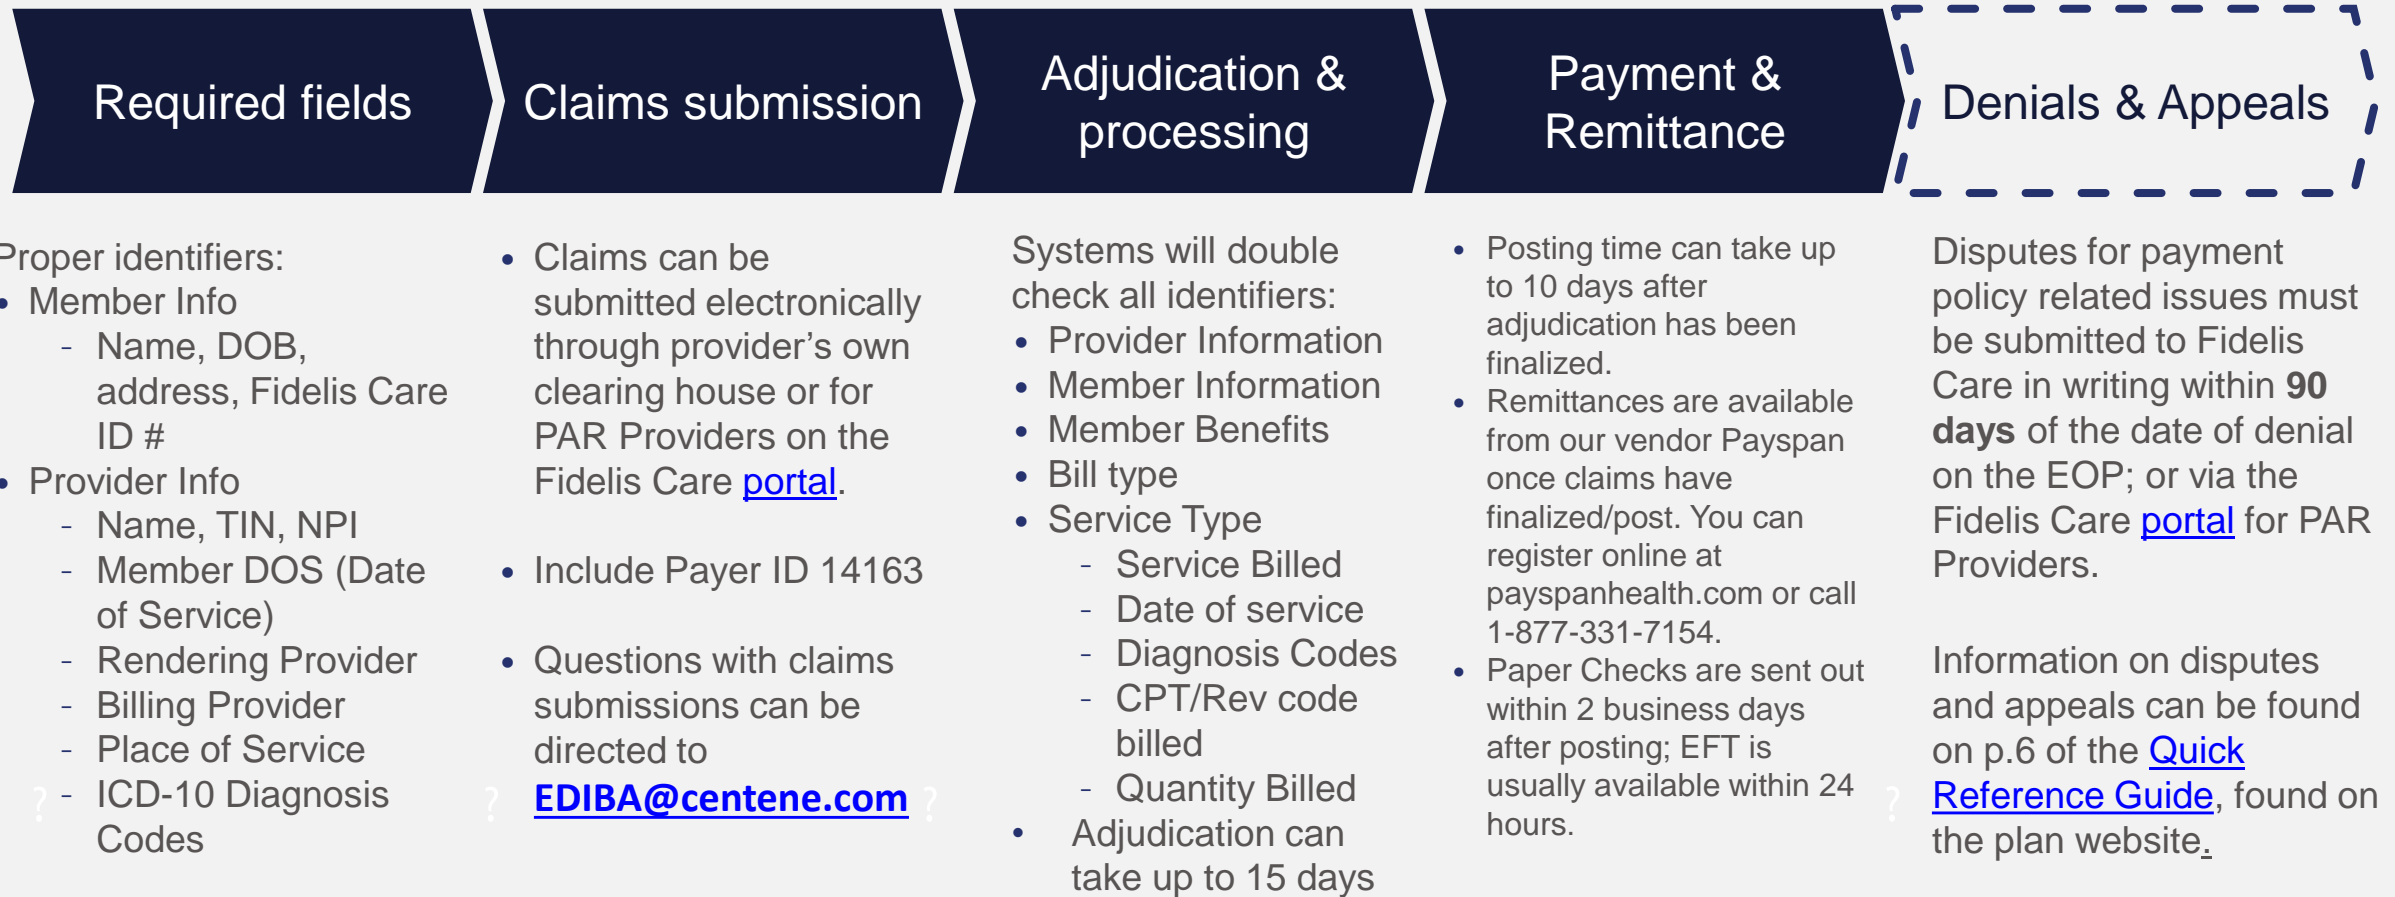 Required fields
Claims submission
Adjudication &
processing
Payment &
Remittance
Denials & Appeals
Proper identifiers:
• Member Info
- Name, DOB,
address, Fidelis Care
ID #
• Provider Info
- Name, TIN, NPI
- Member DOS (Date
of Service)
- Rendering Provider
- Billing Provider
- Place of Service
? - ICD-10 Diagnosis
Codes
• Claims can be
submitted electronically
through provider's own
clearing house or for
PAR Providers on the
Fidelis Care portal.
• Include Payer ID 14163
• Questions with claims
submissions can be
directed to
? EDIBA@centene.com ?
Systems will double
check all identifiers:
• Provider Information
• Member Information
• Member Benefits
• Bill type
• Service Type
- Service Billed
- Date of service
- Diagnosis Codes
- CPT/Rev code
billed
- Quantity Billed
• Adjudication can
take up to 15 days
• Posting time can take up
to 10 days after
adjudication has been
finalized.
• Remittances are available
from our vendor Payspan
once claims have
finalized/post. You can
register online at
payspanhealth.com or call
1-877-331-7154.
• Paper Checks are sent out
within 2 business days
after posting; EFT is
usually available within 24
hours.
Disputes for payment
policy related issues must
be submitted to Fidelis
Care in writing within 90
days of the date of denial
on the EOP; or via the
Fidelis Care portal for PAR
Providers.
Information on disputes
and appeals can be found
on p.6 of the Quick
? Reference Guide, found on
the plan website.